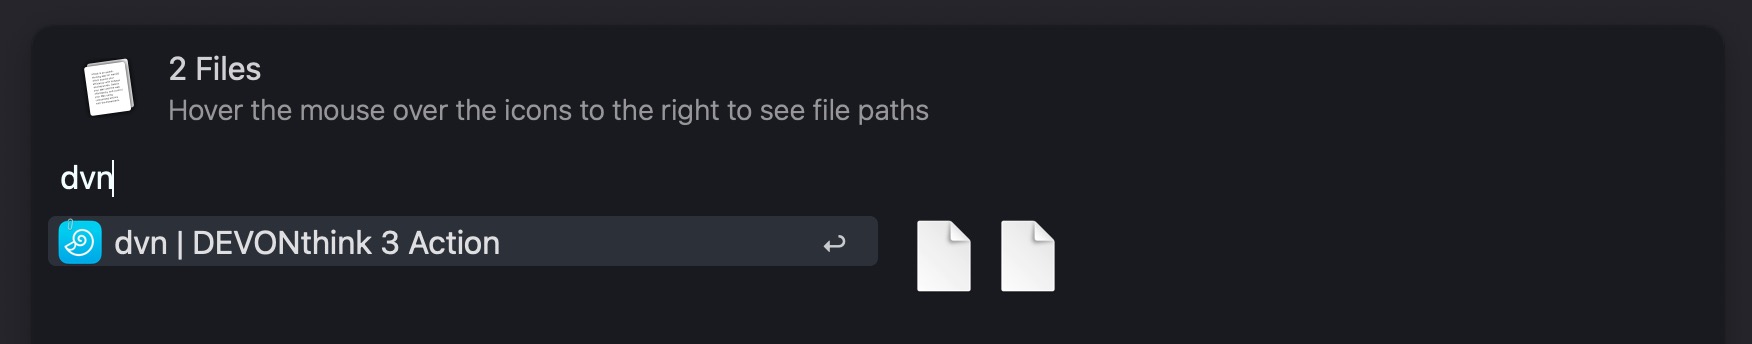 2 Files
Hover the mouse over the icons to the right to see file paths
dvn
dvn | DEVONthink 3 Action